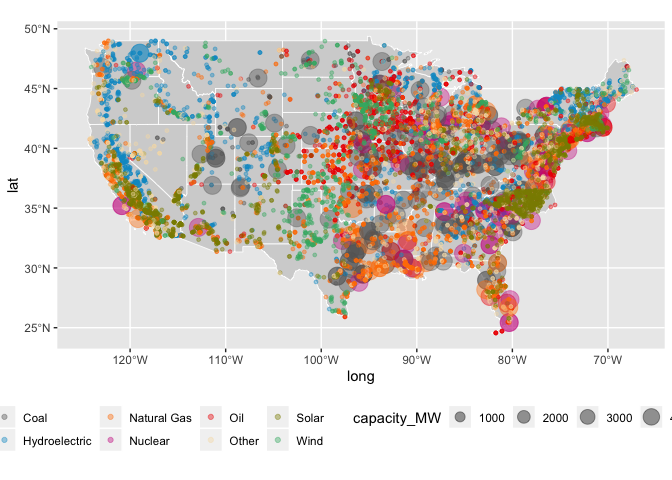 50°N
45°N
40°N
35°N
30°N
25°N
lat
120°W 110°W 100°W 90°W 80°W 70°W
long
Coal Natural Gas Oil Solar capacity_MW 1000 2000 3000 4
Hydroelectric Nuclear Other Wind